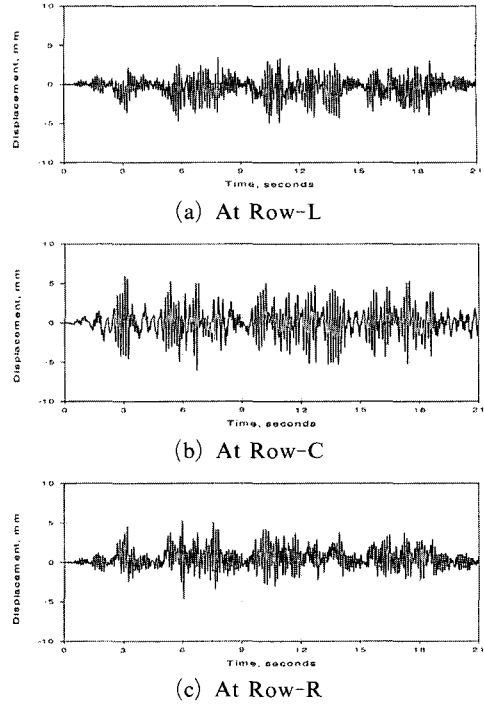 10
5
0
-5
-10
Displacement, mm
0 3 6 9 12 15 18 21
Time, seconds
(a) At Row-L
10
5
0
-5
-10
Displacement, mm
0 3 6 9 12 15 18 21
Time, seconds
(b) At Row-C
10
5
0
-5
-10
Displacement, mm
0 3 6 9 12 15 18 21
Time, seconds
(c) At Row-R